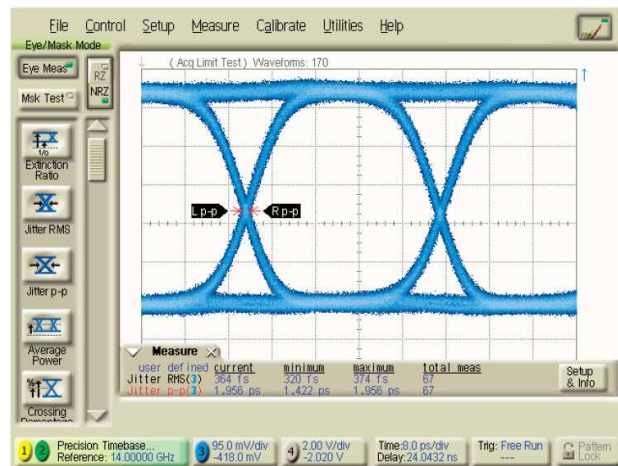 File Control Setup Measure Calibrate Utilities Help
Eye/Mask Mode
( Acq Limit Test ) Waveforms: 170
Eye Meas
RZ
NRZ
Msk Test
1/0
Extinction
Ratio
L p-p R p-p
Jitter RMS
Jitter p-p
Average
Power
Measure
user defined current minimum maximum total meas
Jitter RMS(3) 364 fs 320 fs 374 fs 67
Jitter p-p(3) 1.956 ps 1.422 ps 1.956 ps 67
Setup
& Info
%
Crossing
Percentage
1 2 Precision Timebase... 3 95.0 mV/div 4 2.00 V/div Time:8.0 ps/div Trig: Free Run Pattern
Reference: 14.00000 GHz -418.0 mV -2.020 V Delay:24.0432 ns --- Lock